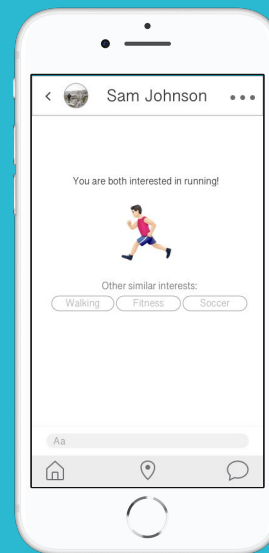 Sam Johnson
You are both interested in running!
Other similar interests:
Walking Fitness Soccer
Aa